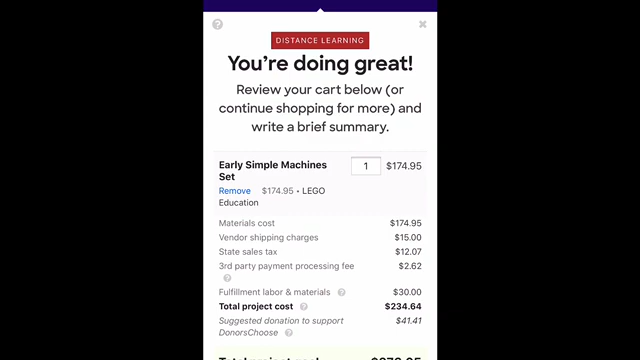 DISTANCE LEARNING
You're doing great!
Review your cart below (or
continue shopping for more) and
write a brief summary.
Early Simple Machines
Set
1
$174.95
Remove $174.95 • LEGO
Education
Materials cost $174.95
Vendor shipping charges $15.00
State sales tax $12.07
3rd party payment processing fee $2.62
?
Fulfillment labor & materials ? $30.00
Total project cost ? $234.64
Suggested donation to support $41.41
DonorsChoose ?